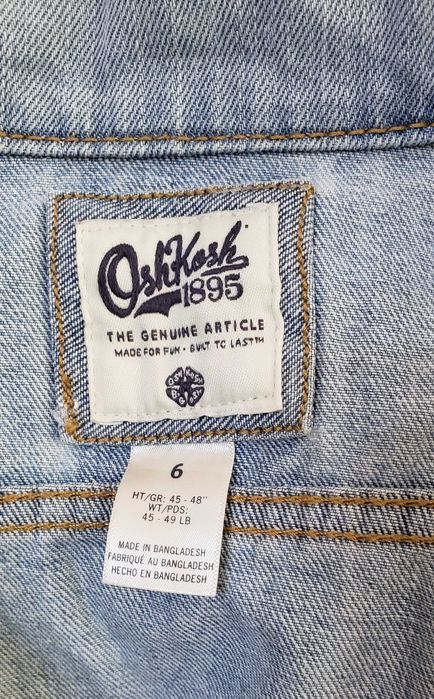 OshKosh
1895
THE GENUINE ARTICLE
MADE FOR FUN • BUILT TO LAST™
6
HT/GR: 45 - 48"
WT/PDS:
45 - 49 LB
MADE IN BANGLADESH
FABRIQUÉ AU BANGLADESH
HECHO EN BANGLADESH